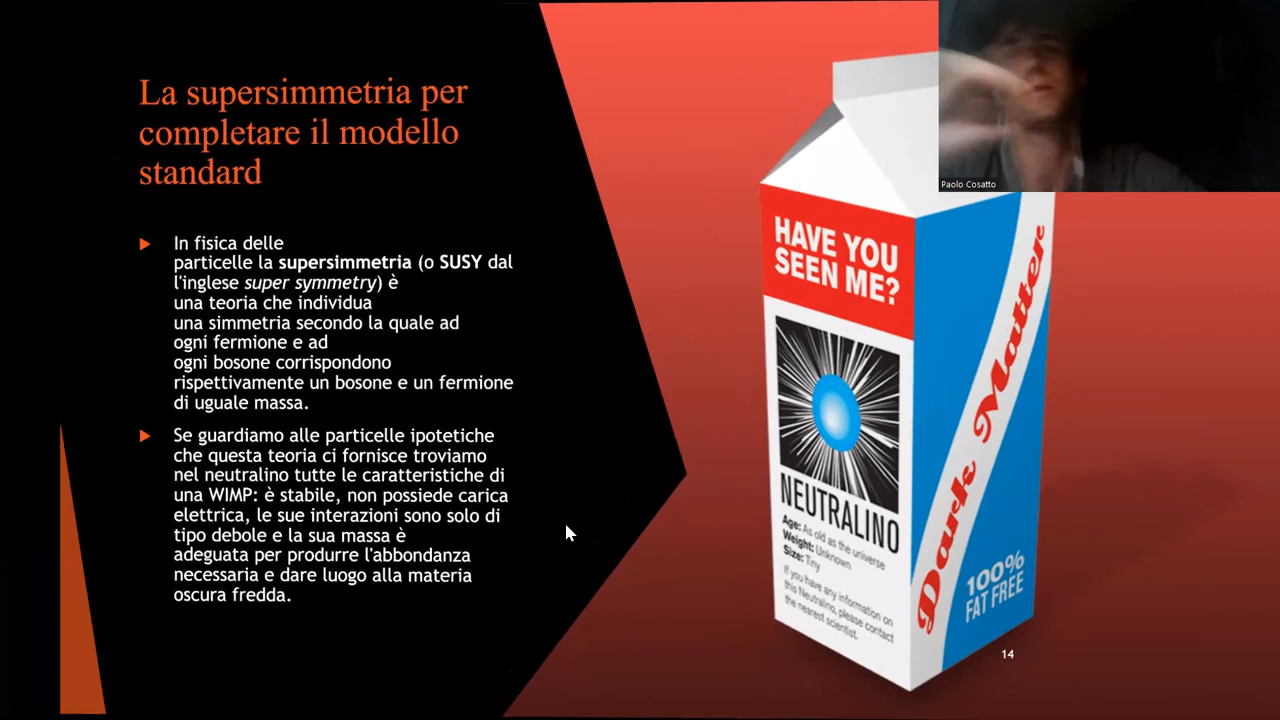 La supersimmetria per
completare il modello
standard
In fisica delle
particelle la supersimmetria (o SUSY dal
l'inglese super symmetry) è
una teoria che individua
una simmetria secondo la quale ad
ogni fermione e ad
ogni bosone corrispondono
rispettivamente un bosone e un fermione
di uguale massa.
Se guardiamo alle particelle ipotetiche
che questa teoria ci fornisce troviamo
nel neutralino tutte le caratteristiche di
una WIMP: è stabile, non possiede carica
elettrica, le sue interazioni sono solo di
tipo debole e la sua massa è
adeguata per produrre l'abbondanza
necessaria e dare luogo alla materia
oscura fredda.
HAVE YOU
SEEN ME?
NEUTRALINO
Age: As old as the universe
Weight: Unknown
Size: Tiny
If you have any information on
this Neutralino, please contact
the nearest scientist.
Dark Matter
100%
FAT FREE
14
Paolo Cosatto